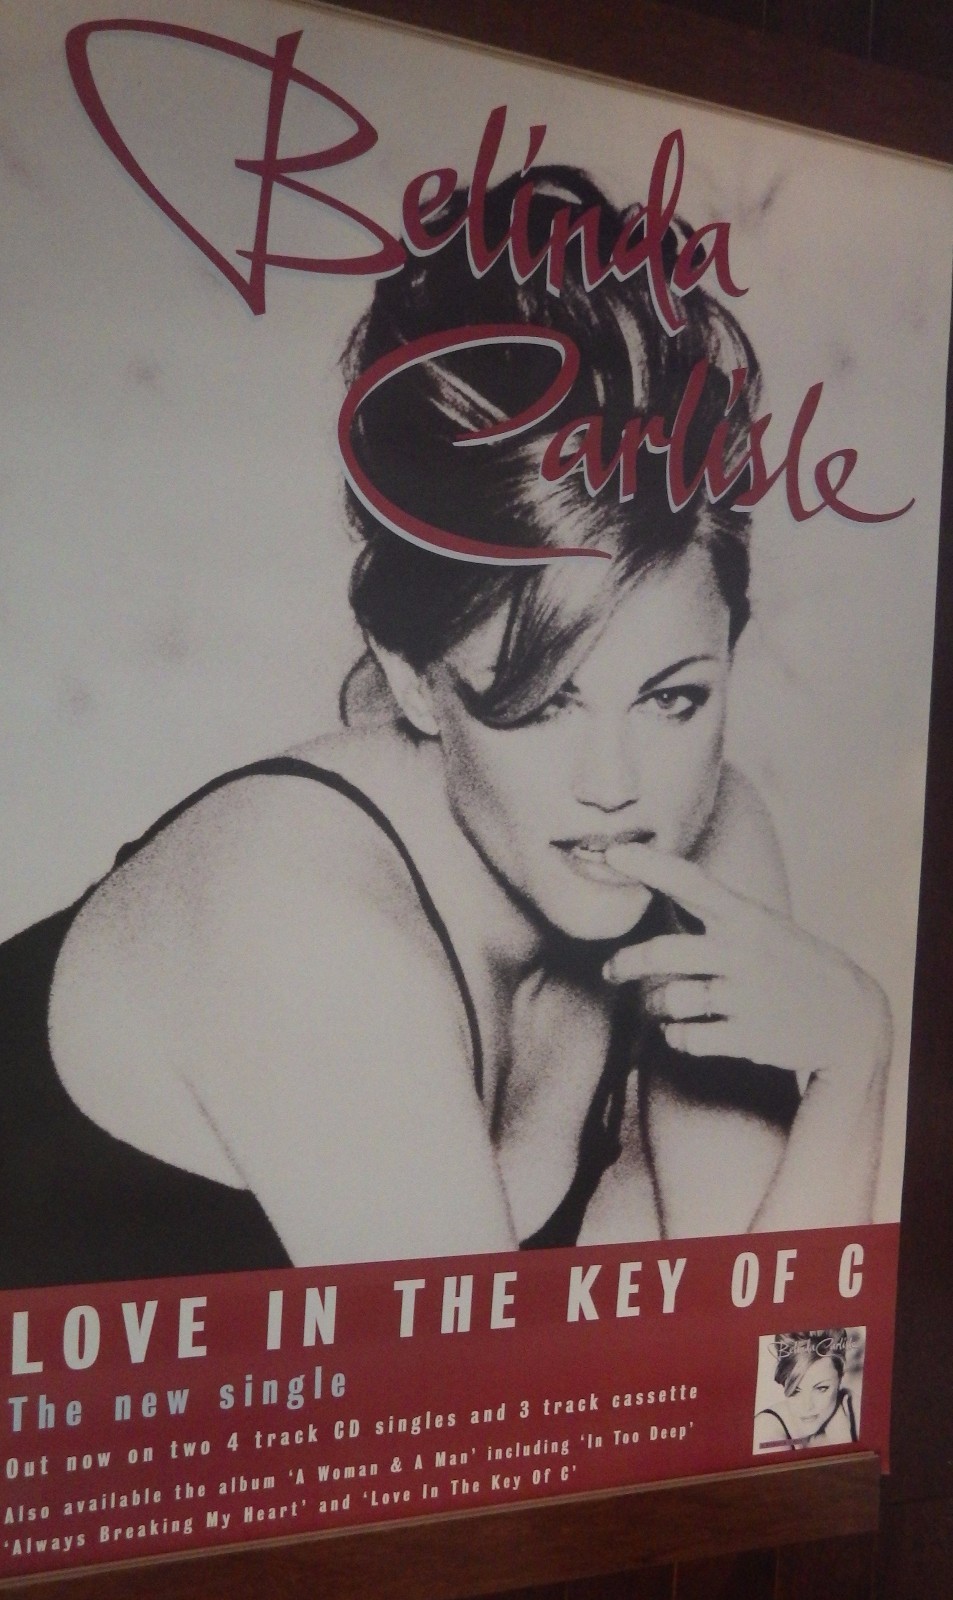 Belinda
Carlisle
LOVE IN THE KEY OF C
The new single
Out now on two 4 track CD singles and 3 track cassette
Also available the album 'A Woman & A Man' including 'In Too Deep'
'Always Breaking My Heart' and 'Love In The Key Of C'
Belinda Carlisle